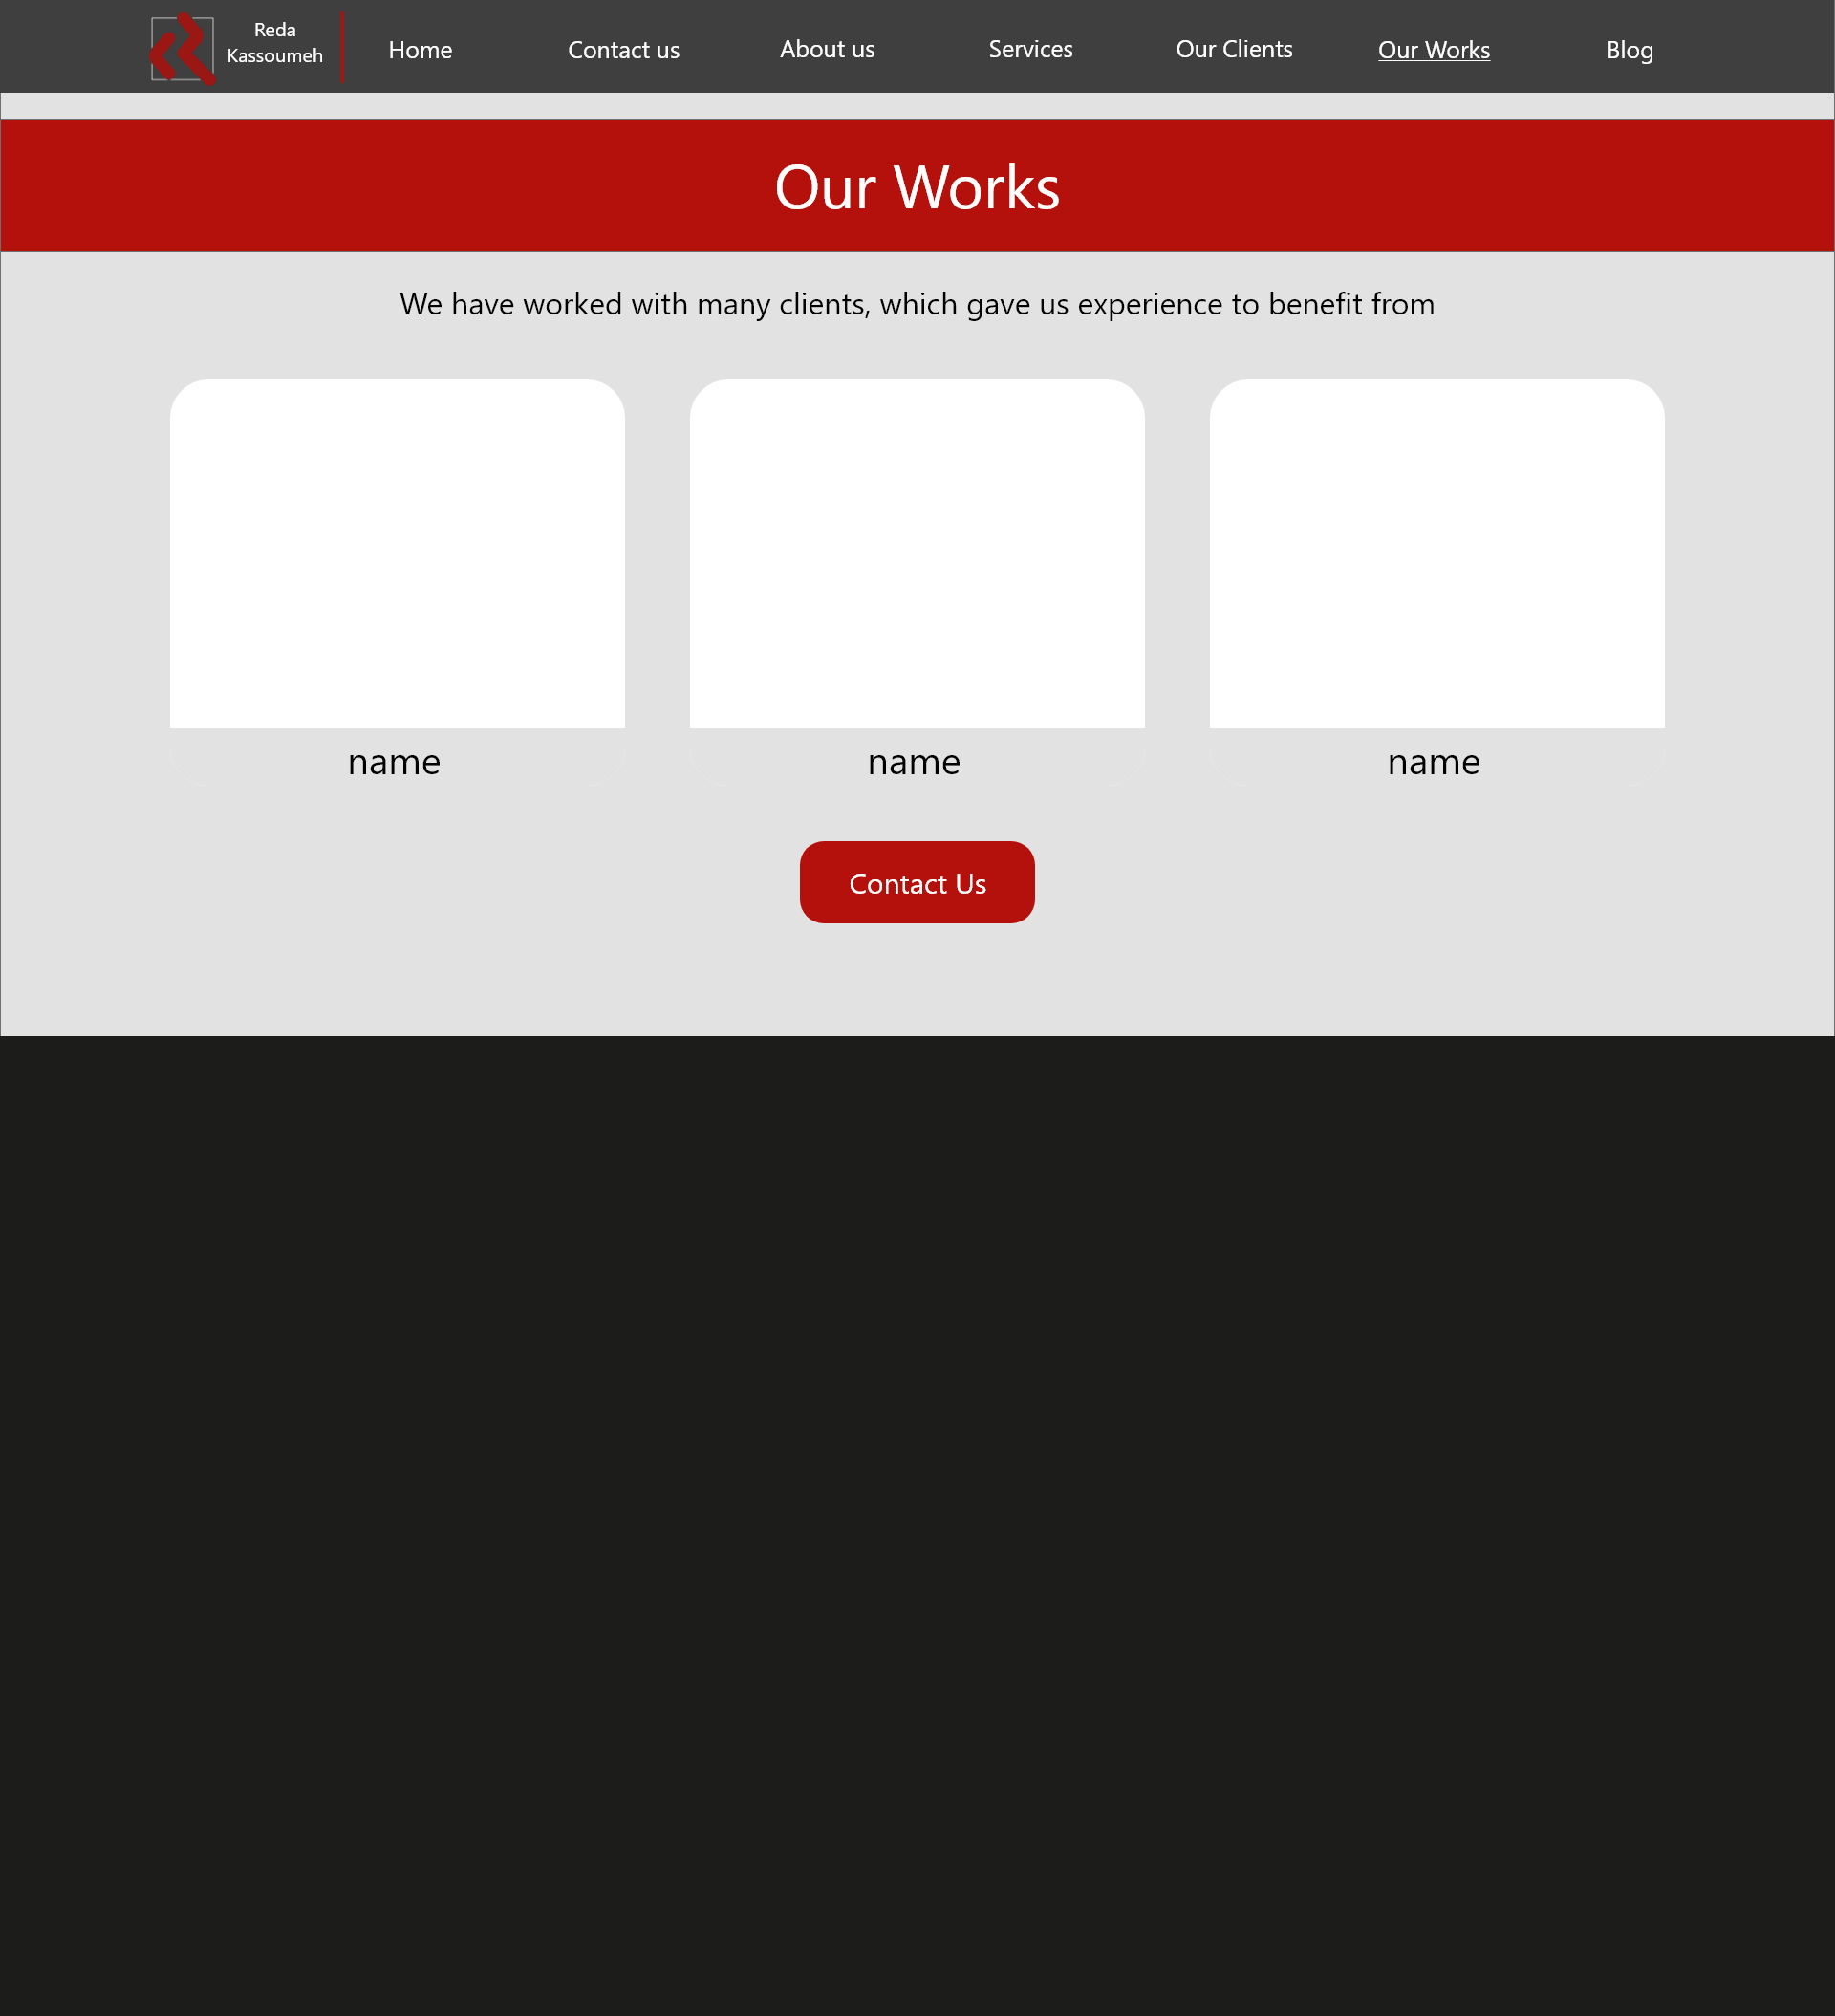 Reda
Kassoumeh
Home
Contact us
About us
Services
Our Clients
Our Works
Blog
Our Works
We have worked with many clients, which gave us experience to benefit from
name
name
name
Contact Us